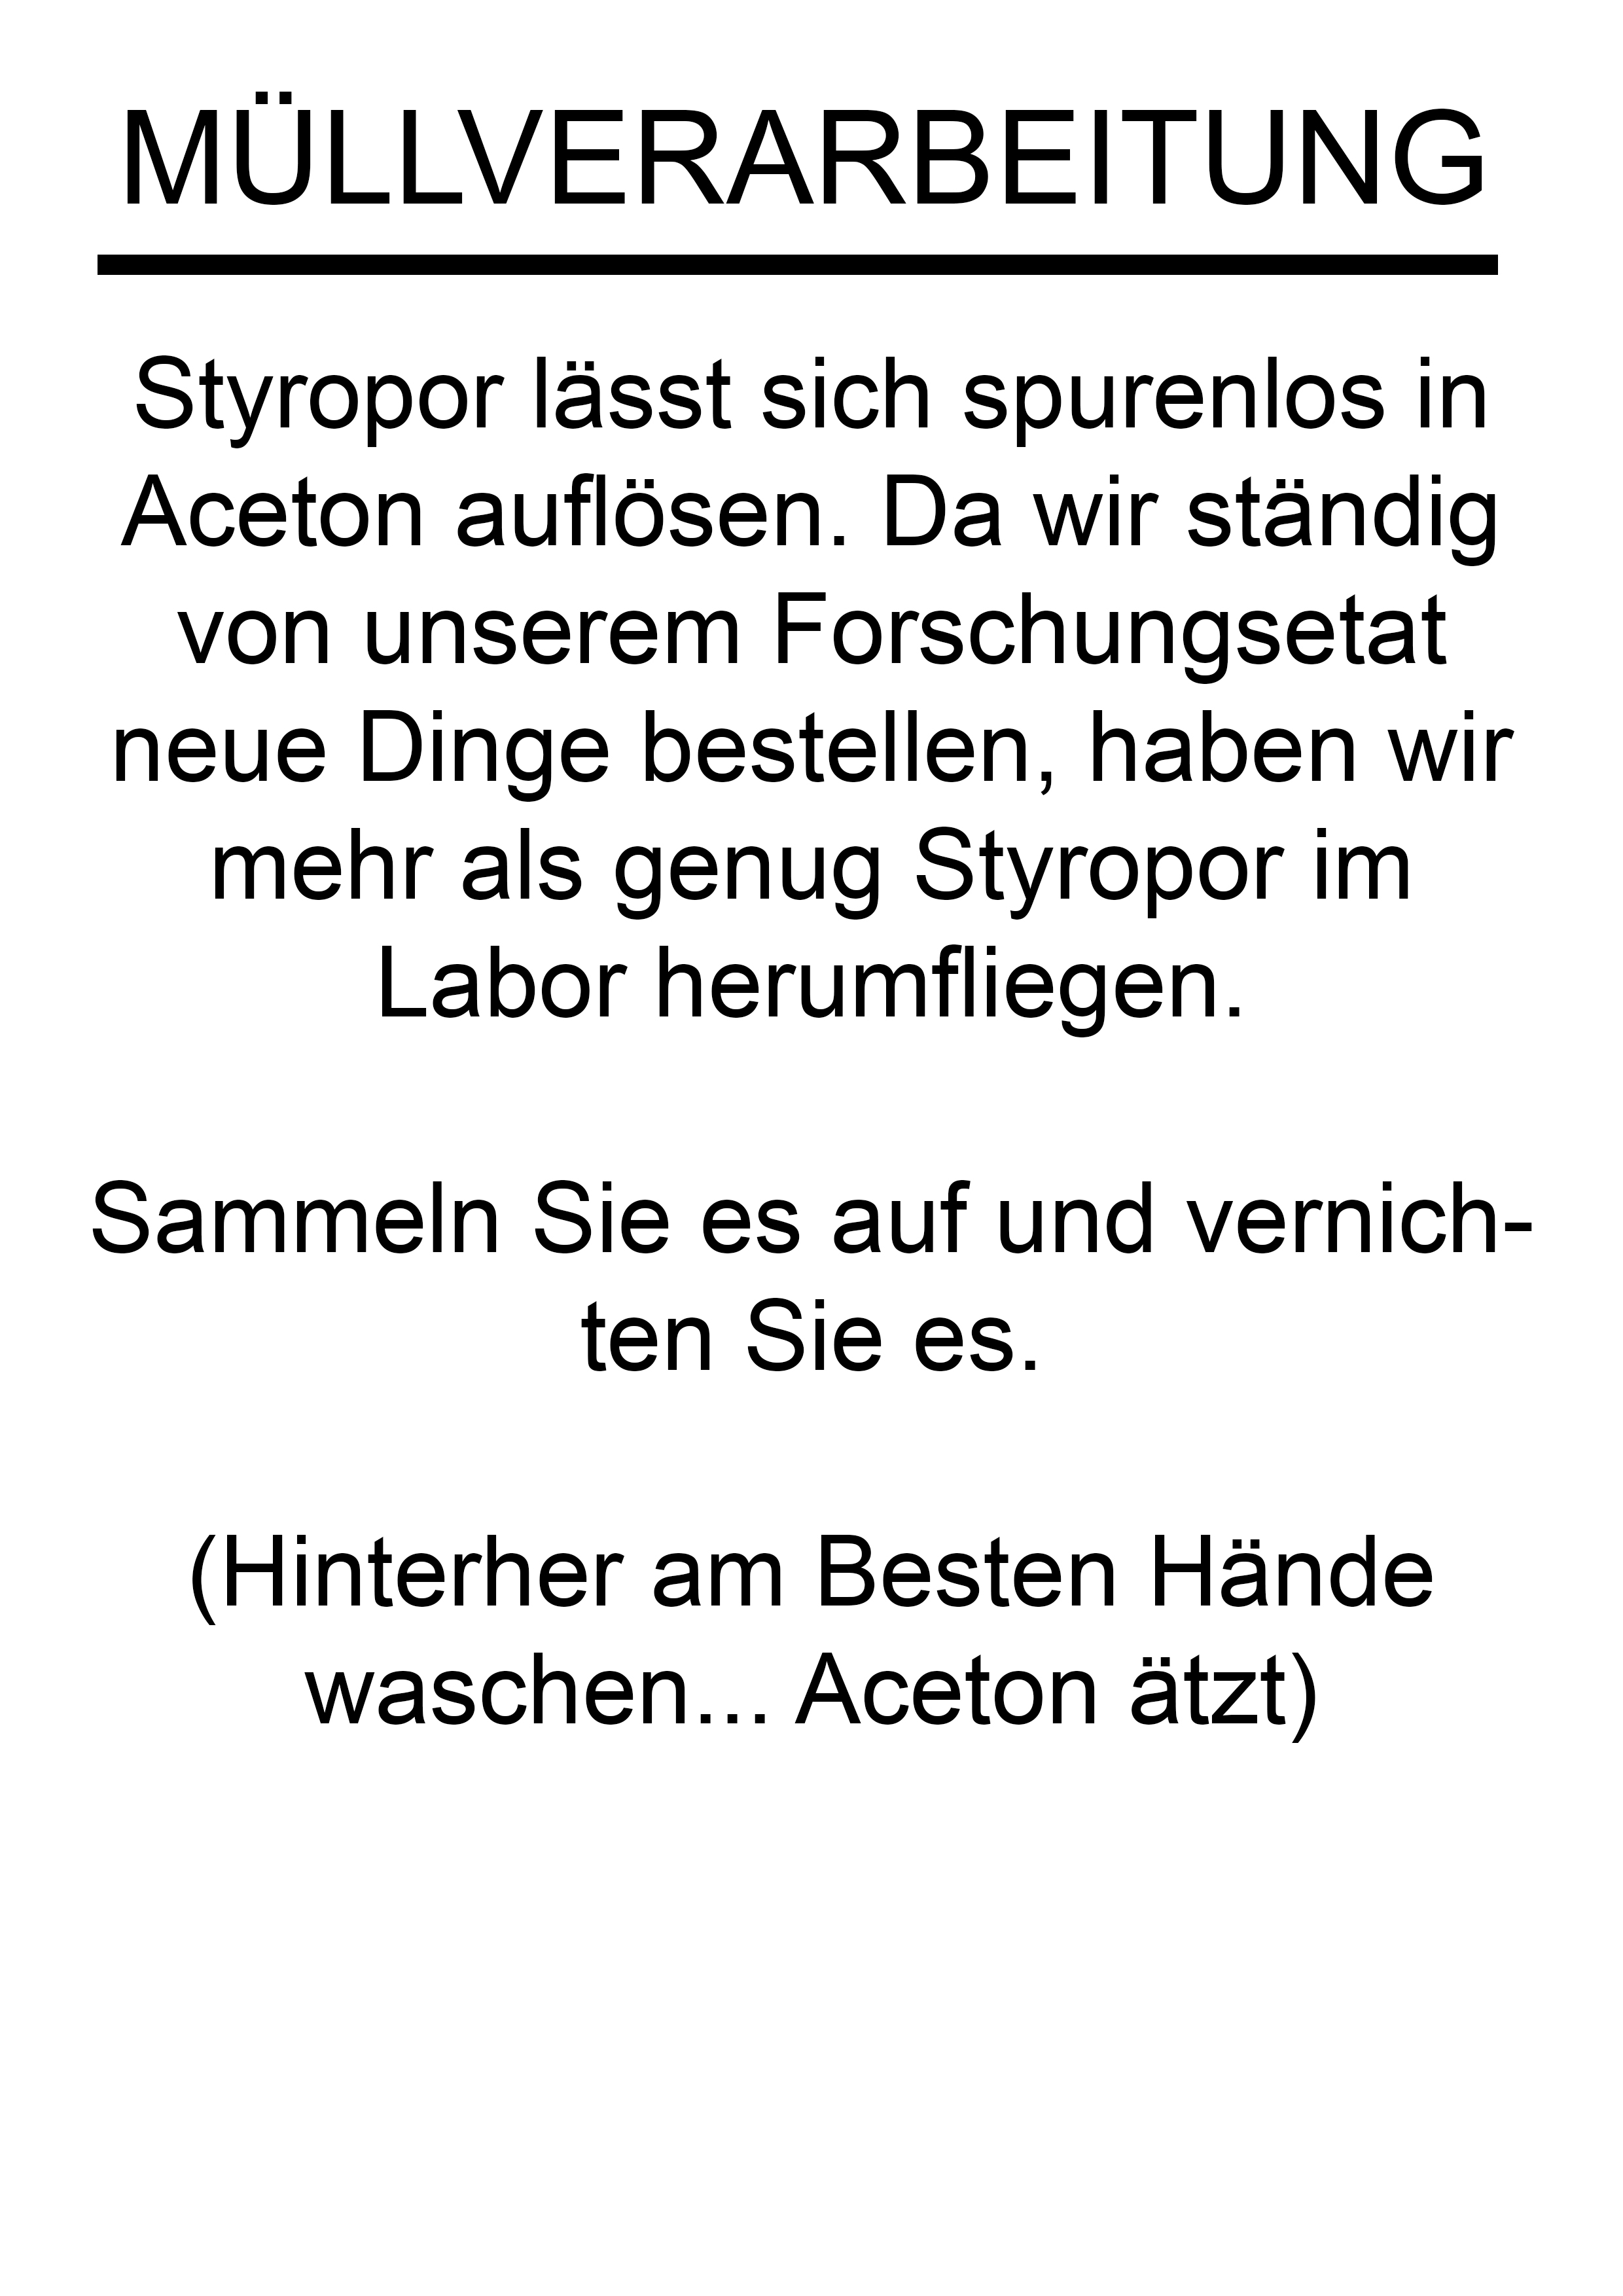 MÜLLVERARBEITUNG
Styropor lässt sich spurenlos in
Aceton auflösen. Da wir ständig
von unserem Forschungsetat
neue Dinge bestellen, haben wir
mehr als genug Styropor im
Labor herumfliegen.
Sammeln Sie es auf und vernich-
ten Sie es.
(Hinterher am Besten Hände
waschen... Aceton ätzt)